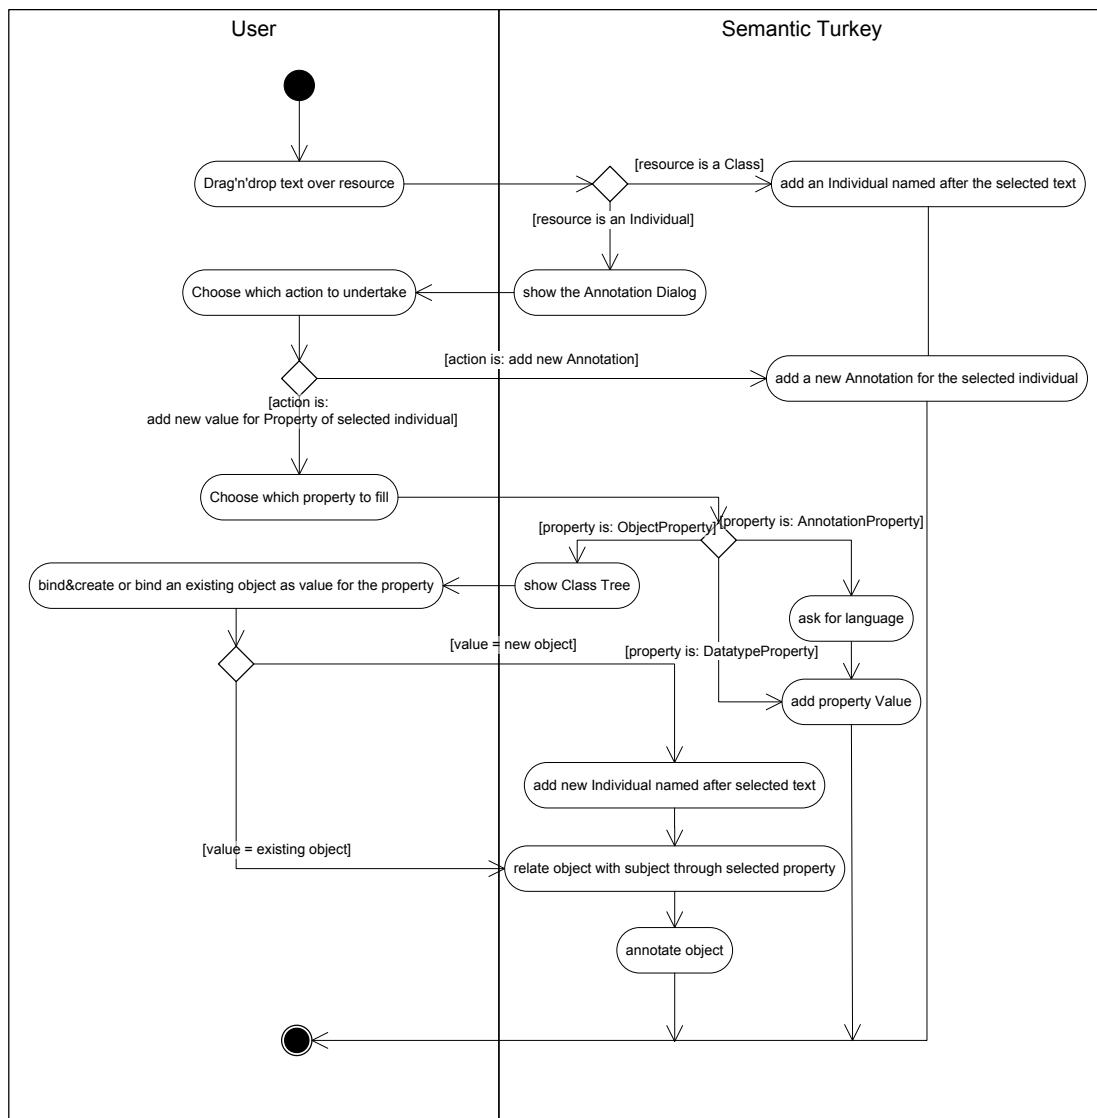 User
Semantic Turkey
[resource is a Class]
Drag'n'drop text over resource
add an Individual named after the selected text
[resource is an Individual]
Choose which action to undertake
show the Annotation Dialog
[action is: add new Annotation]
add a new Annotation for the selected individual
[action is:
add new value for Property of selected individual]
Choose which property to fill
[property is: ObjectProperty]
[property is: AnnotationProperty]
bind&create or bind an existing object as value for the property
show Class Tree
ask for language
[value = new object]
[property is: DatatypeProperty]
add property Value
add new Individual named after selected text
[value = existing object]
relate object with subject through selected property
annotate object